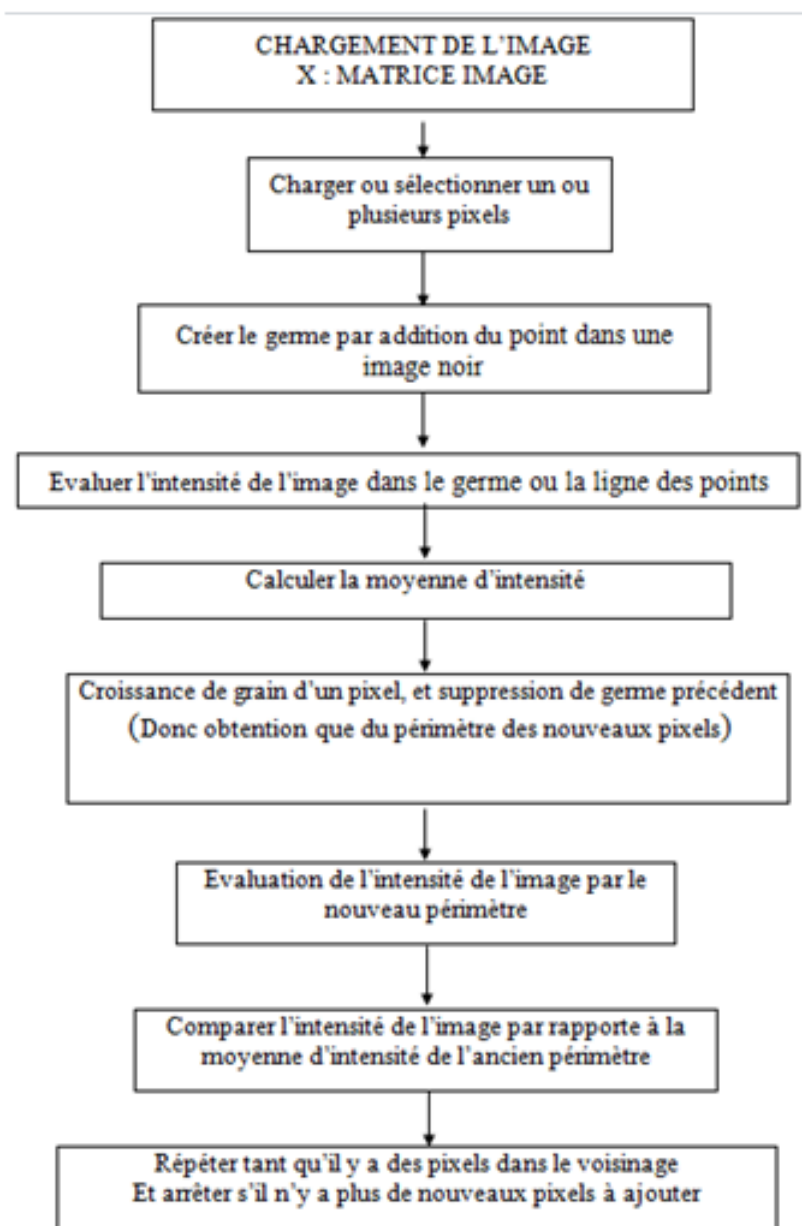 CHARGEMENT DE L'IMAGE
X : MATRICE IMAGE
Charger ou sélectionner un ou
plusieurs pixels
Créer le germe par addition du point dans une
image noir
Evaluer l'intensité de l'image dans le germe ou la ligne des points
Calculer la moyenne d'intensité
Croissance de grain d'un pixel, et suppression de germe précédent
(Donc obtention que du périmètre des nouveaux pixels)
Evaluation de l'intensité de l'image par le
nouveau périmètre
Comparer l'intensité de l'image par rapporte à la
moyenne d'intensité de l'ancien périmètre
Répéter tant qu'il y a des pixels dans le voisinage
Et arrêter s'il n'y a plus de nouveaux pixels à ajouter